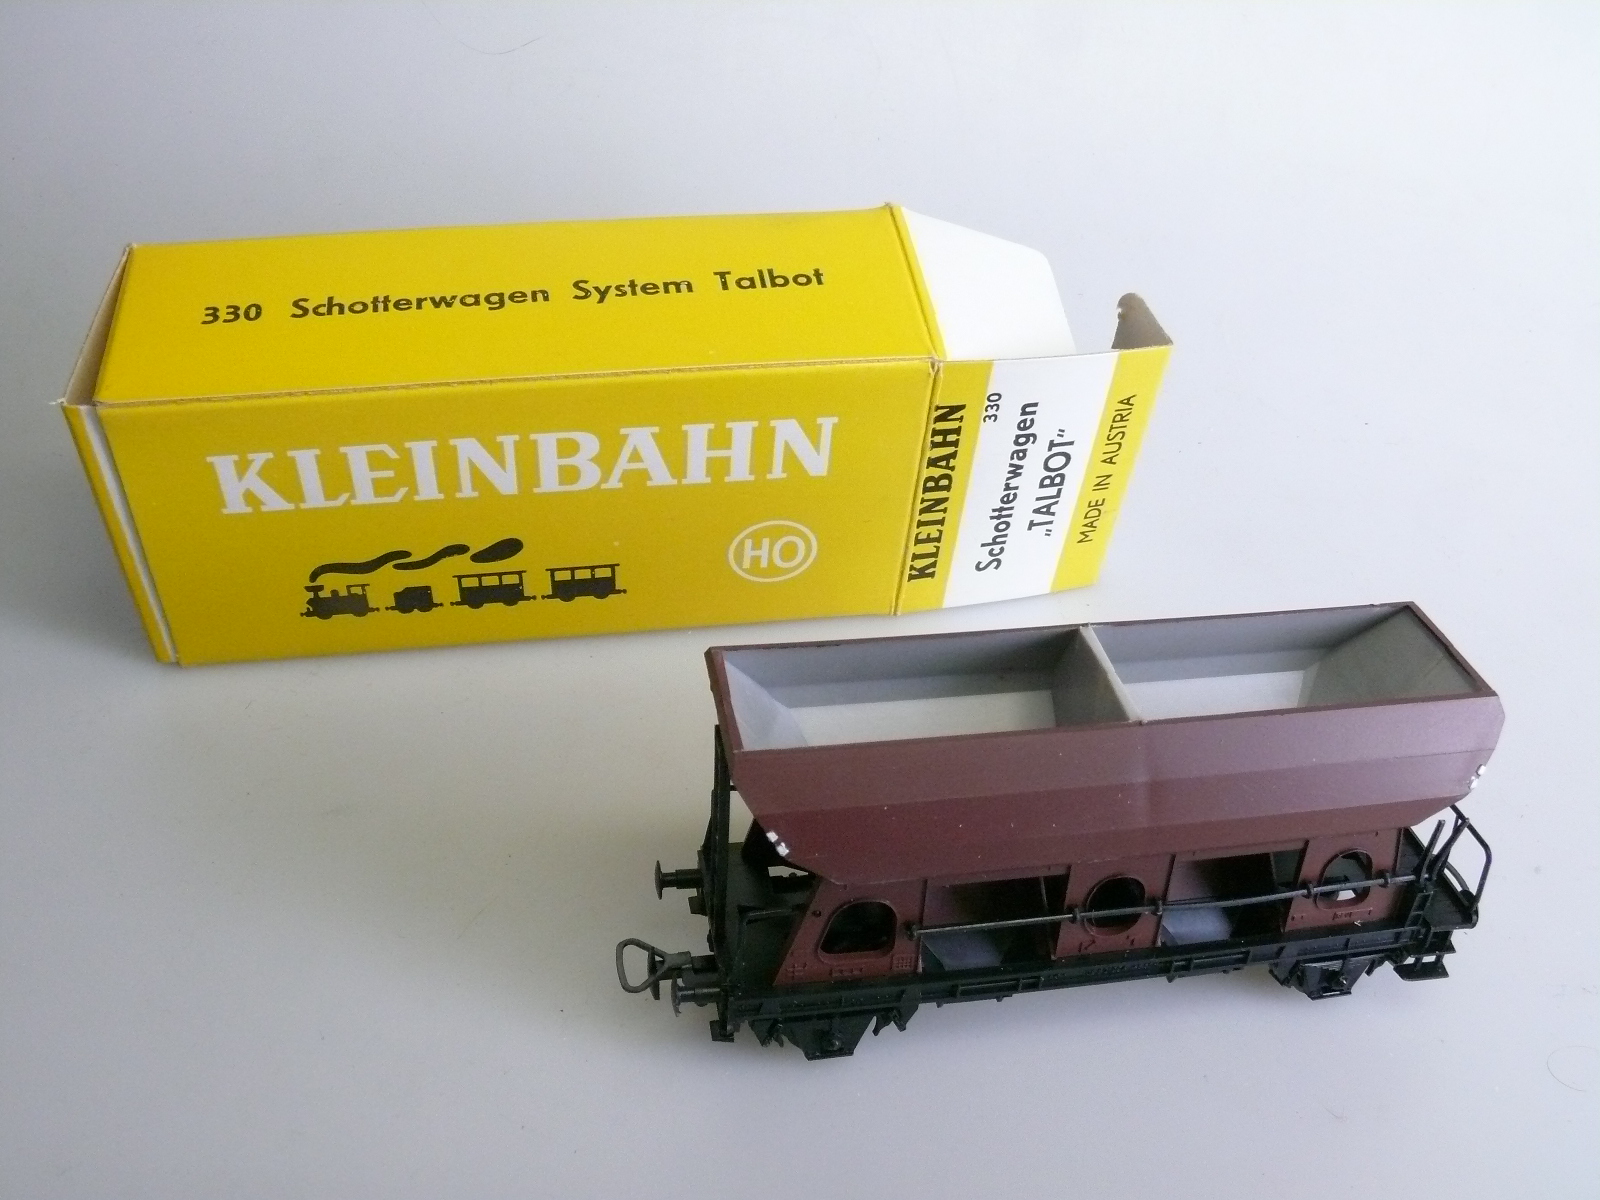 330 Schotterwagen System Talbot
KLEINBAHN
HO
KLEINBAHN
330
Schotterwagen
„TALBOT“
MADE IN AUSTRIA